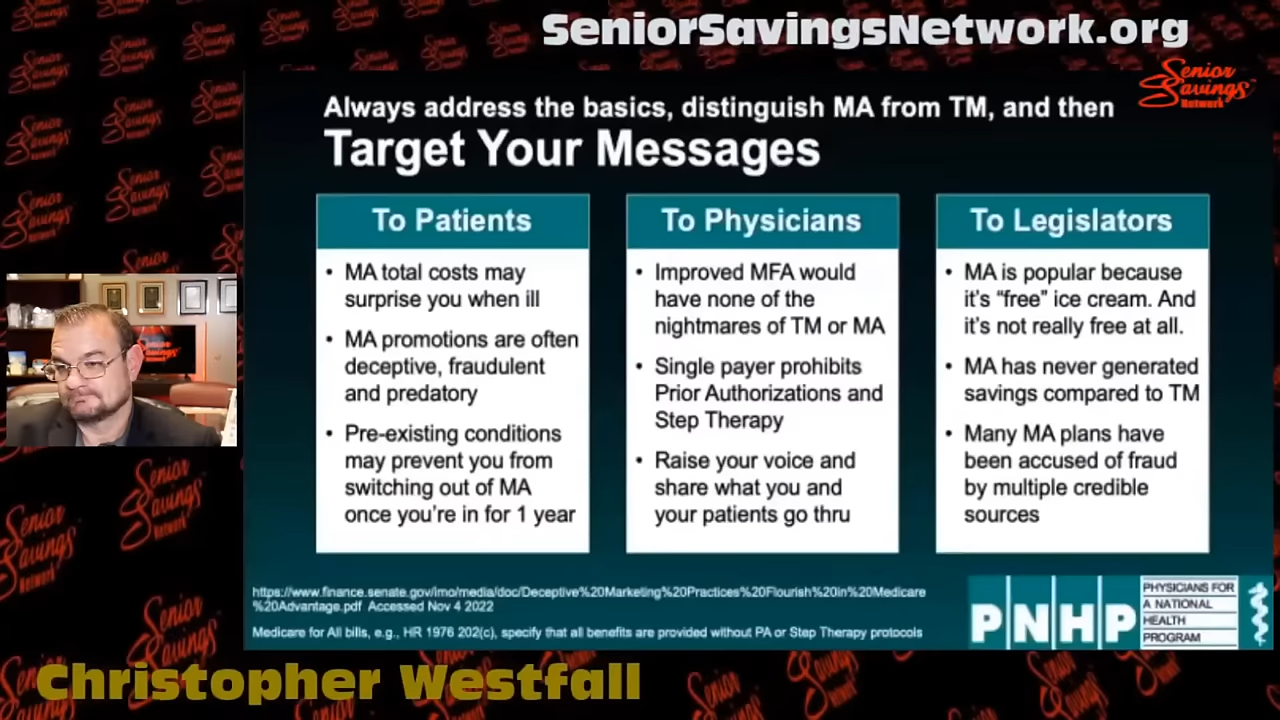 SeniorSavingsNetwork.org
Senior
Savings
Network
Always address the basics, distinguish MA from TM, and then
Target Your Messages
To Patients
• MA total costs may
surprise you when ill
• MA promotions are often
deceptive, fraudulent
and predatory
• Pre-existing conditions
may prevent you from
switching out of MA
once you're in for 1 year
To Physicians
• Improved MFA would
have none of the
nightmares of TM or MA
• Single payer prohibits
Prior Authorizations and
Step Therapy
• Raise your voice and
share what you and
your patients go thru
To Legislators
• MA is popular because
it's “free” ice cream. And
it's not really free at all.
• MA has never generated
savings compared to TM
• Many MA plans have
been accused of fraud
by multiple credible
sources
https://www.finance.senate.gov/imo/media/doc/Deceptive%20Marketing%20Practices%20Flourish%20in%20Medicare
%20Advantage.pdf Accessed Nov 4 2022
Medicare for All bills, e.g., HR 1976 202(c), specify that all benefits are provided without PA or Step Therapy protocols
PNHP
PHYSICIANS FOR
A NATIONAL
HEALTH
PROGRAM
Christopher Westfall